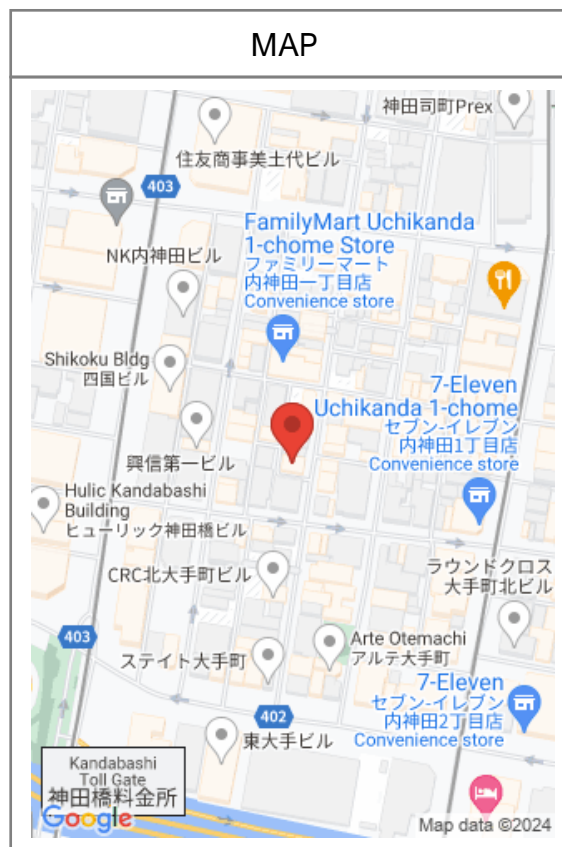 MAP
神田司町Prex
住友商事美土代ビル
403
FamilyMart Uchikanda
1-chome Store
ファミリーマート
内神田一丁目店
Convenience store
NK内神田ビル
Shikoku Bldg
四国ビル
7-Eleven
Uchikanda 1-chome
セブン-イレブン
内神田1丁目店
Convenience store
興信第一ビル
Hulic Kandabashi
Building
ヒューリック神田橋ビル
CRC北大手町ビル
ラウンドクロス
大手町北ビル
403
ステイト大手町
Arte Otemachi
アルテ大手町
7-Eleven
セブン-イレブン
内神田2丁目店
Convenience store
402
東大手ビル
Kandabashi
Toll Gate
神田橋料金所
Google
Map data ©2024